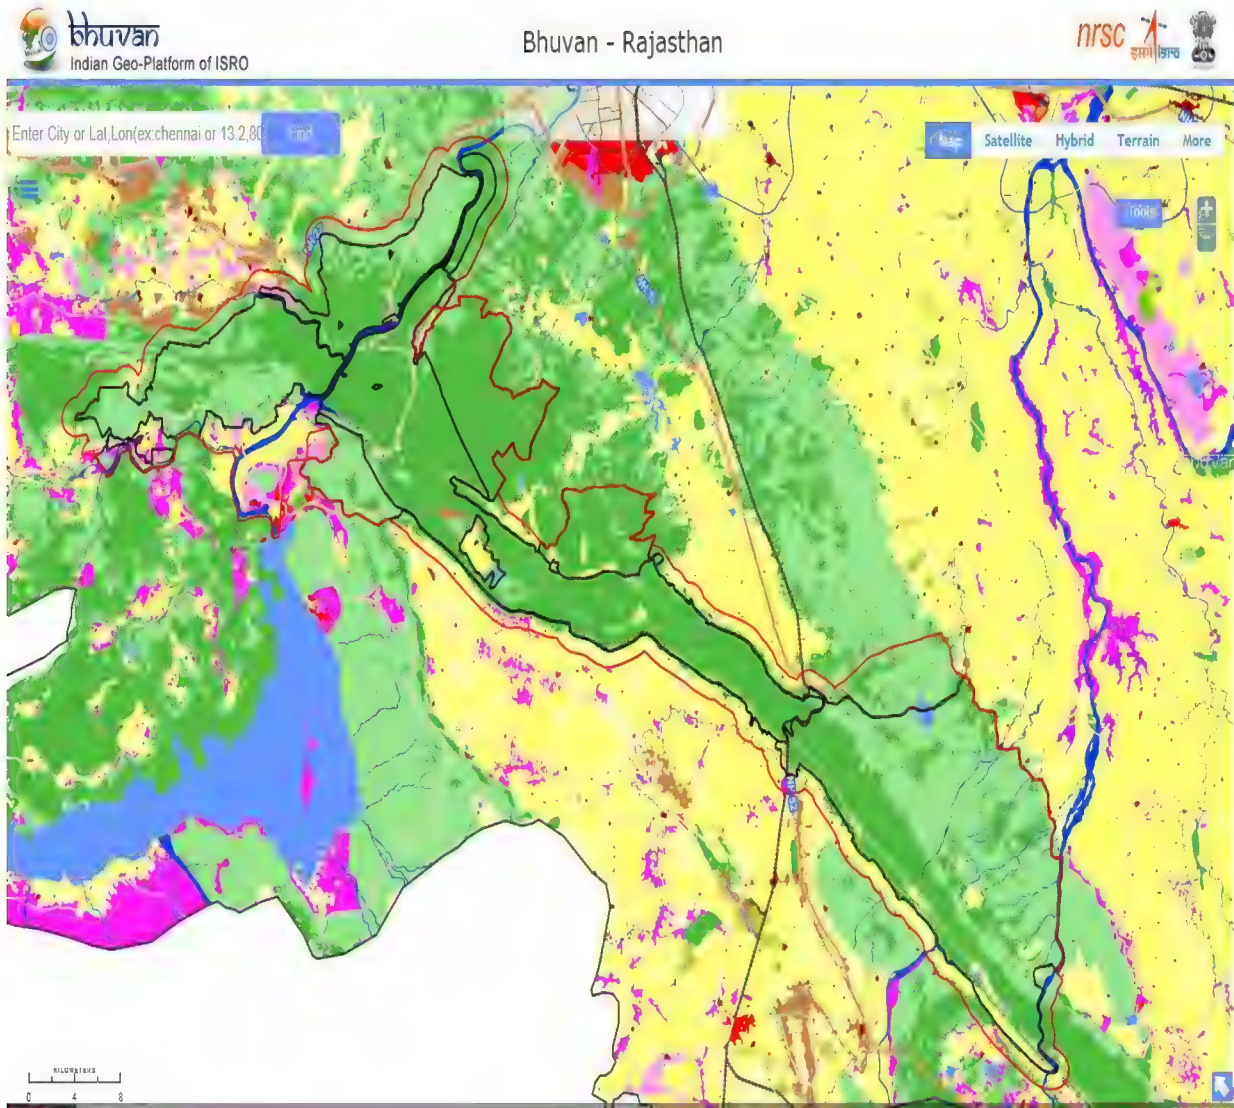 bhuvan
Indian Geo-Platform of ISRO
Bhuvan - Rajasthan
nrsc
इसरो isro
Enter City or Lat,Lon(ex:chennai or 13.2,80
Find
Map Satellite Hybrid Terrain More
Tools
KILOMETERS
0 4 8